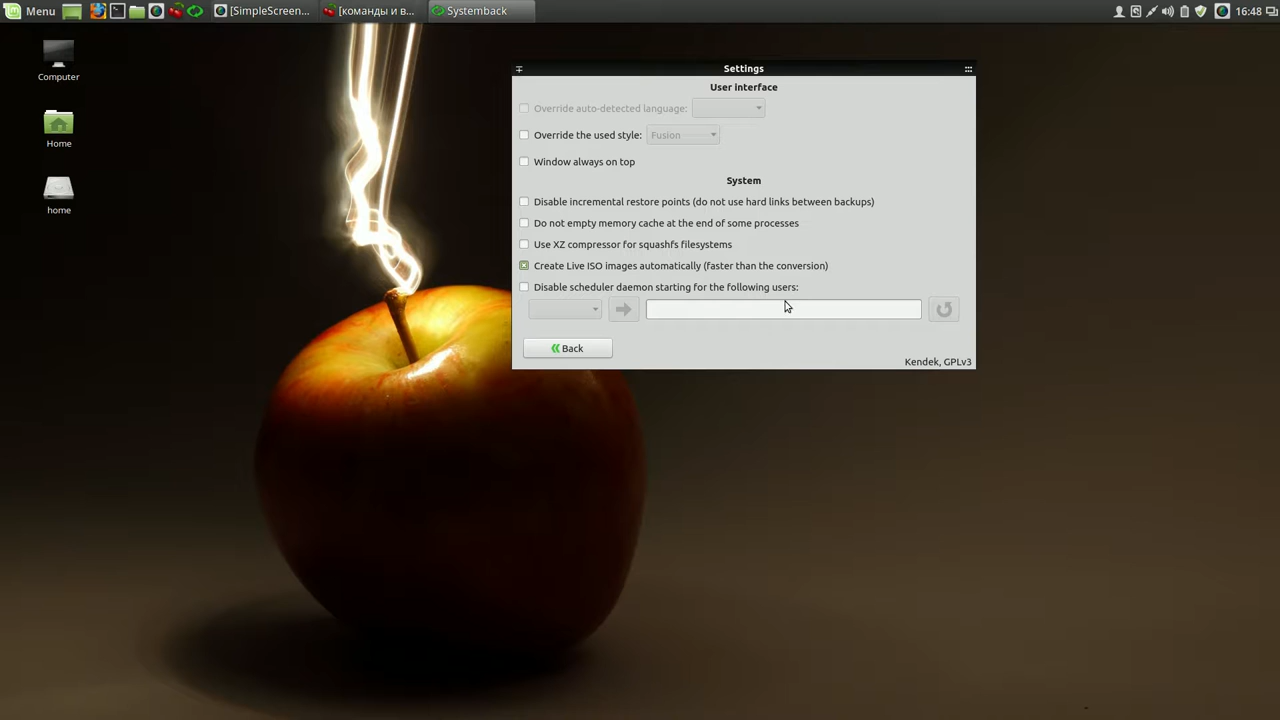 Menu
[SimpleScreen...
[команды и в...
Systemback
16:48
Computer
Home
home
Settings
User interface
Override auto-detected language:
Override the used style:
Fusion
Window always on top
System
Disable incremental restore points (do not use hard links between backups)
Do not empty memory cache at the end of some processes
Use XZ compressor for squashfs filesystems
Create Live ISO images automatically (faster than the conversion)
Disable scheduler daemon starting for the following users:
Back
Kendek, GPLv3